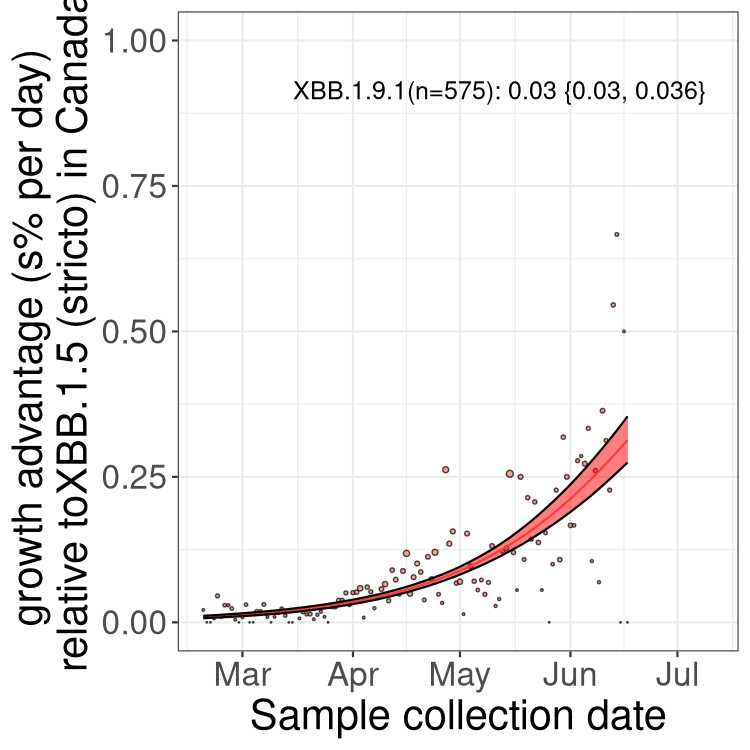 growth advantage (s% per day)
relative toXBB.1.5 (stricto) in Canada
1.00
0.75
0.50
0.25
0.00
XBB.1.9.1(n=575): 0.03 {0.03, 0.036}
Mar Apr May Jun Jul
Sample collection date